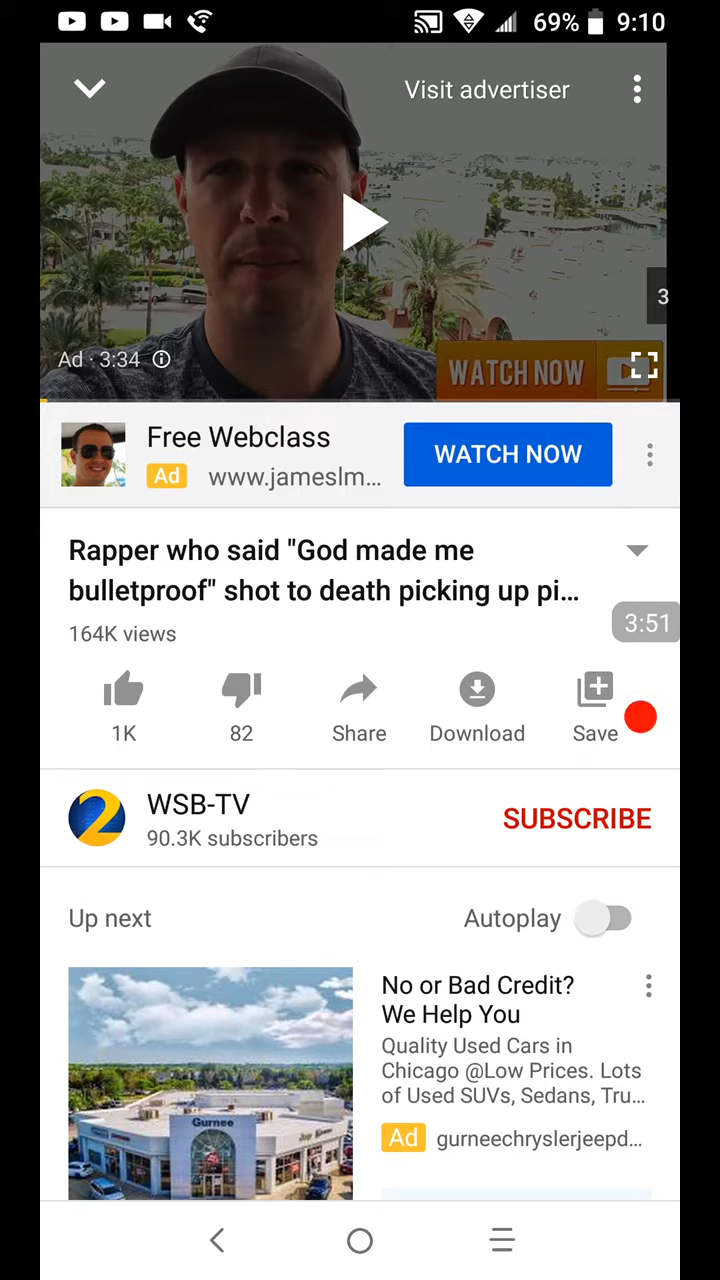 69% 9:10
Visit advertiser
3
Ad · 3:34
WATCH NOW
Free Webclass
Ad www.jameslm...
WATCH NOW
Rapper who said "God made me
bulletproof" shot to death picking up pi...
164K views
3:51
1K 82 Share Download Save
2
WSB-TV
90.3K subscribers
SUBSCRIBE
Up next Autoplay
No or Bad Credit?
We Help You
Quality Used Cars in
Chicago @Low Prices. Lots
of Used SUVs, Sedans, Tru...
Ad gurneechryslerjeepd...
Gurnee